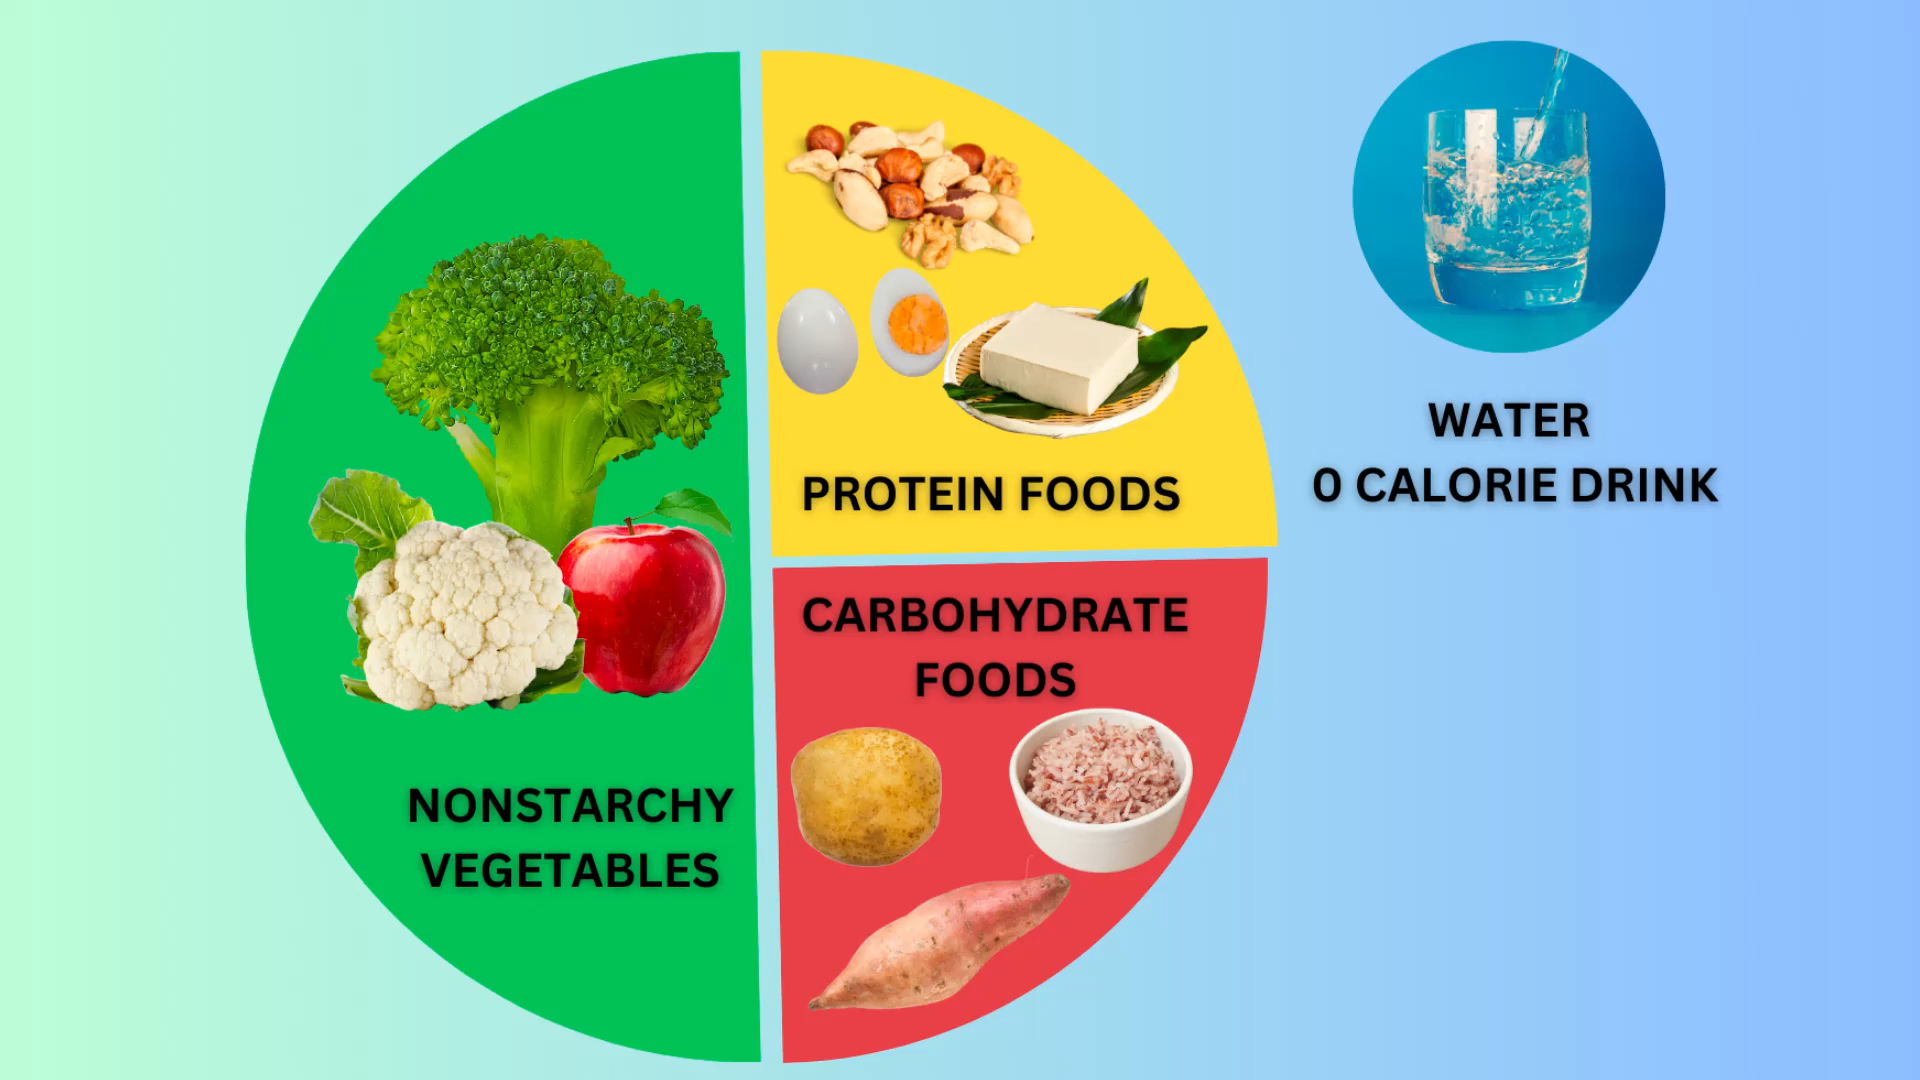 NONSTARCHY
VEGETABLES
PROTEIN FOODS
CARBOHYDRATE
FOODS
WATER
0 CALORIE DRINK